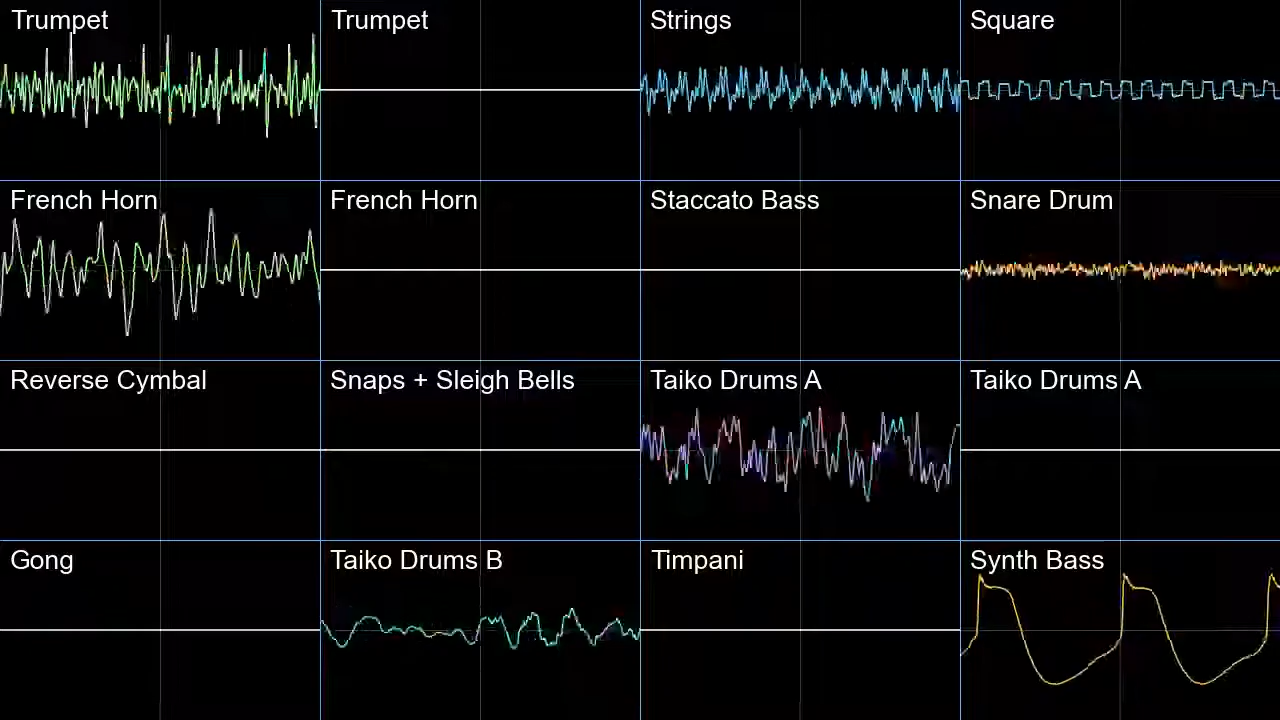 Trumpet
Trumpet
Strings
Square
French Horn
French Horn
Staccato Bass
Snare Drum
Reverse Cymbal
Snaps + Sleigh Bells
Taiko Drums A
Taiko Drums A
Gong
Taiko Drums B
Timpani
Synth Bass